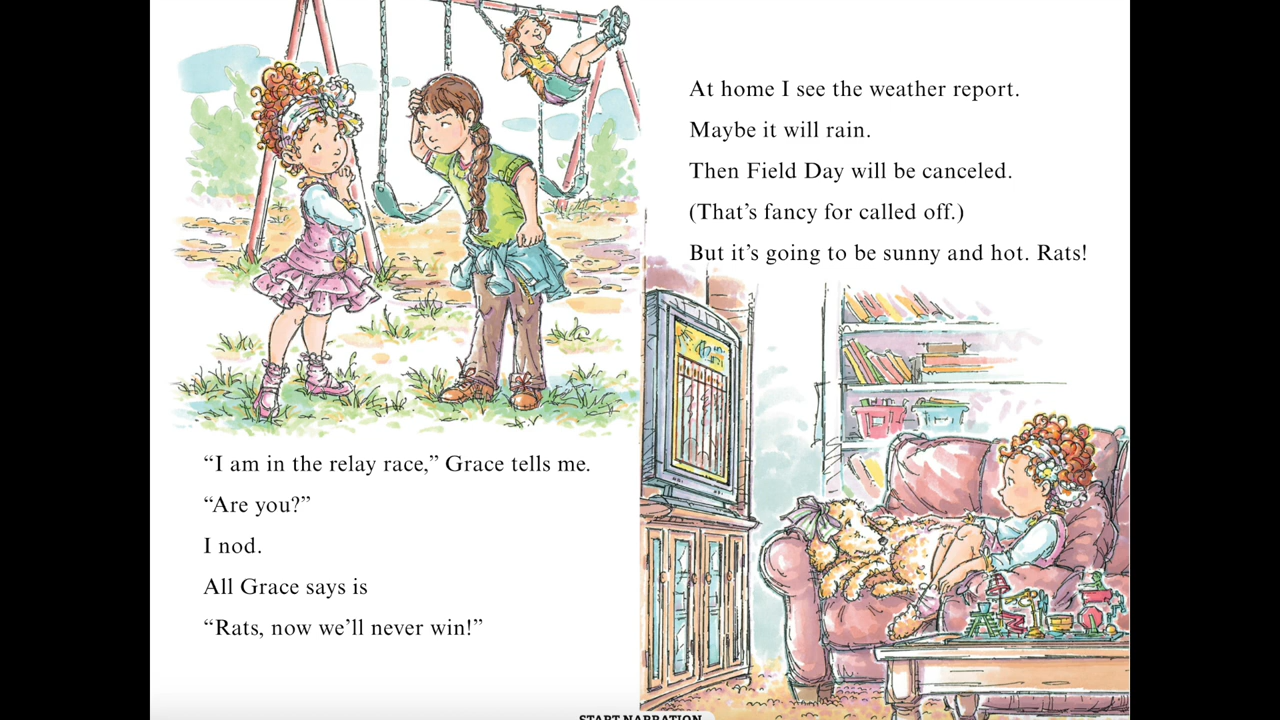 “I am in the relay race,” Grace tells me.
“Are you?”
I nod.
All Grace says is
“Rats, now we’ll never win!”
At home I see the weather report.
Maybe it will rain.
Then Field Day will be canceled.
(That’s fancy for called off.)
But it’s going to be sunny and hot. Rats!
START NARRATION